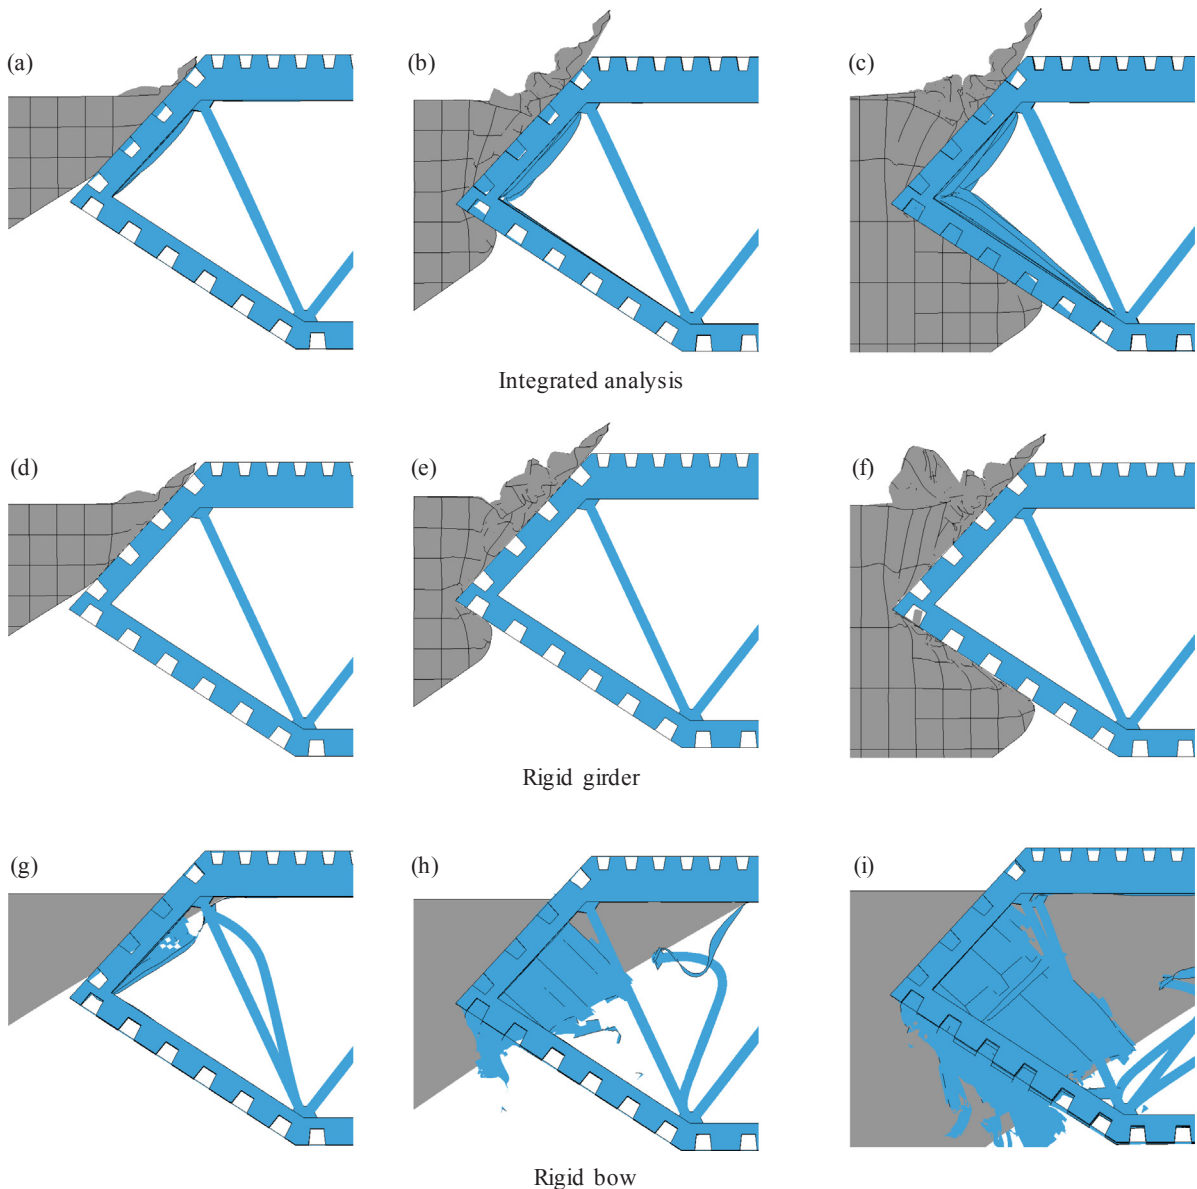 (a) (b) (c)
Integrated analysis
(d) (e) (f)
Rigid girder
(g) (h) (i)
Rigid bow